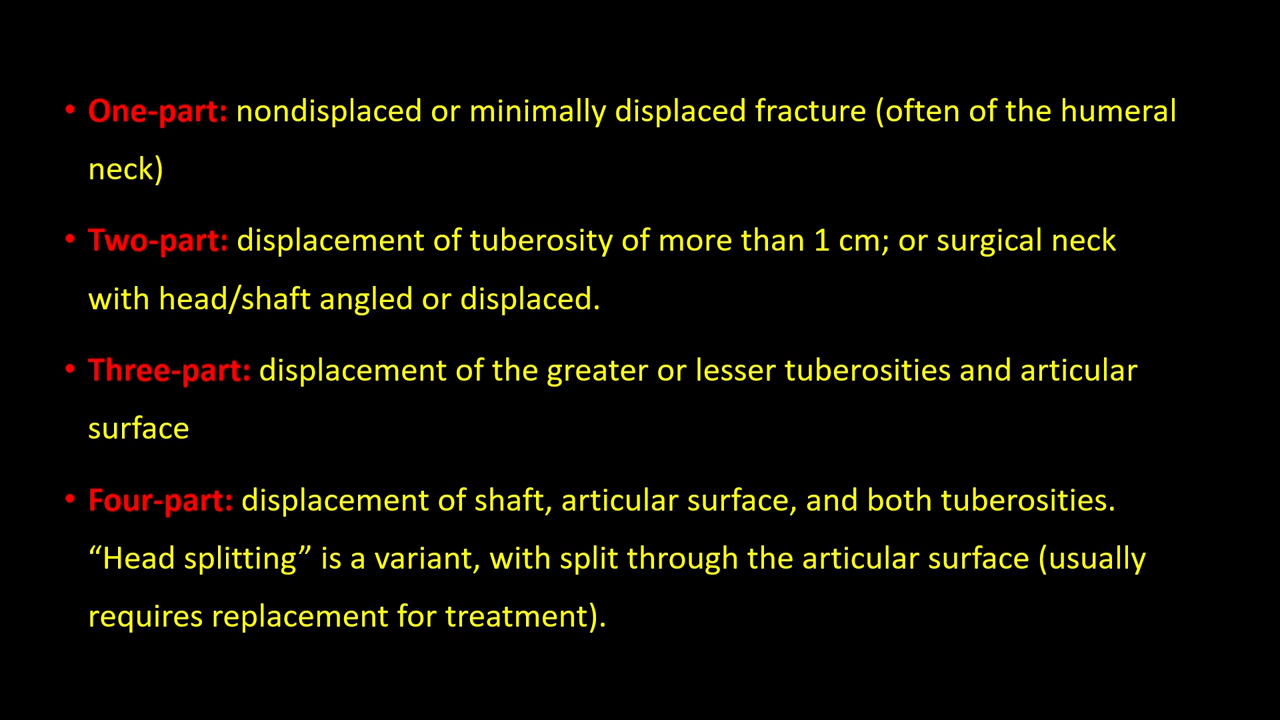 • One-part: nondisplaced or minimally displaced fracture (often of the humeral
neck)
• Two-part: displacement of tuberosity of more than 1 cm; or surgical neck
with head/shaft angled or displaced.
• Three-part: displacement of the greater or lesser tuberosities and articular
surface
• Four-part: displacement of shaft, articular surface, and both tuberosities.
“Head splitting” is a variant, with split through the articular surface (usually
requires replacement for treatment).